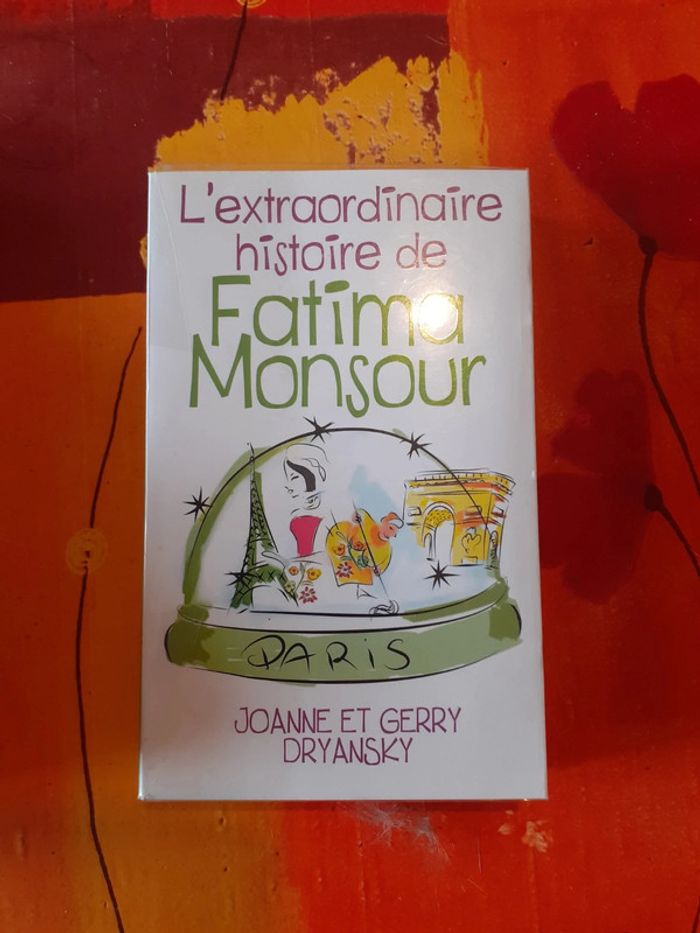 L'extraordinaire
histoire de
Fatima
Monsour
PARIS
JOANNE ET GERRY
DRYANSKY